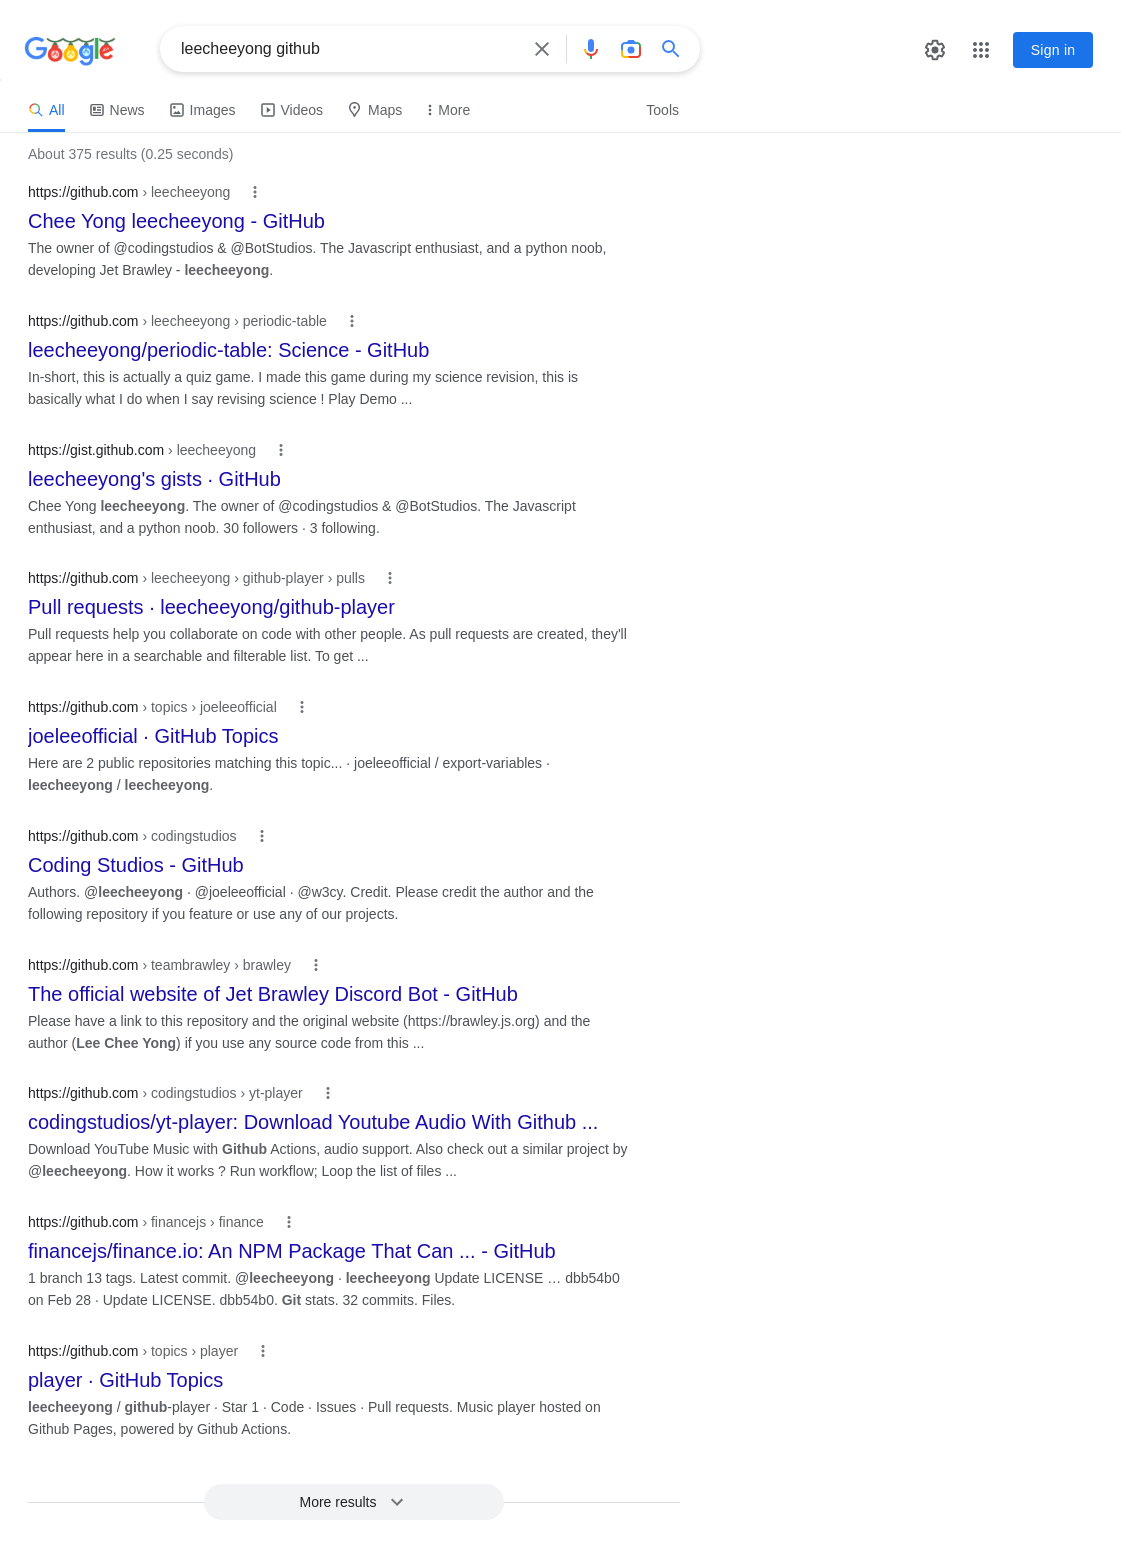 Google
leecheeyong github
Sign in
All
News
Images
Videos
Maps
More
Tools
About 375 results (0.25 seconds)
https://github.com › leecheeyong
Chee Yong leecheeyong - GitHub
The owner of @codingstudios & @BotStudios. The Javascript enthusiast, and a python noob,
developing Jet Brawley - leecheeyong.
https://github.com › leecheeyong › periodic-table
leecheeyong/periodic-table: Science - GitHub
In-short, this is actually a quiz game. I made this game during my science revision, this is
basically what I do when I say revising science ! Play Demo ...
https://gist.github.com › leecheeyong
leecheeyong's gists · GitHub
Chee Yong leecheeyong. The owner of @codingstudios & @BotStudios. The Javascript
enthusiast, and a python noob. 30 followers · 3 following.
https://github.com › leecheeyong › github-player › pulls
Pull requests · leecheeyong/github-player
Pull requests help you collaborate on code with other people. As pull requests are created, they'll
appear here in a searchable and filterable list. To get ...
https://github.com › topics › joeleeofficial
joeleeofficial · GitHub Topics
Here are 2 public repositories matching this topic... · joeleeofficial / export-variables ·
leecheeyong / leecheeyong.
https://github.com › codingstudios
Coding Studios - GitHub
Authors. @leecheeyong · @joeleeofficial · @w3cy. Credit. Please credit the author and the
following repository if you feature or use any of our projects.
https://github.com › teambrawley › brawley
The official website of Jet Brawley Discord Bot - GitHub
Please have a link to this repository and the original website (https://brawley.js.org) and the
author (Lee Chee Yong) if you use any source code from this ...
https://github.com › codingstudios › yt-player
codingstudios/yt-player: Download Youtube Audio With Github ...
Download YouTube Music with Github Actions, audio support. Also check out a similar project by
@leecheeyong. How it works ? Run workflow; Loop the list of files ...
https://github.com › financejs › finance
financejs/finance.io: An NPM Package That Can ... - GitHub
1 branch 13 tags. Latest commit. @leecheeyong · leecheeyong Update LICENSE … dbb54b0
on Feb 28 · Update LICENSE. dbb54b0. Git stats. 32 commits. Files.
https://github.com › topics › player
player · GitHub Topics
leecheeyong / github-player · Star 1 · Code · Issues · Pull requests. Music player hosted on
Github Pages, powered by Github Actions.
More results